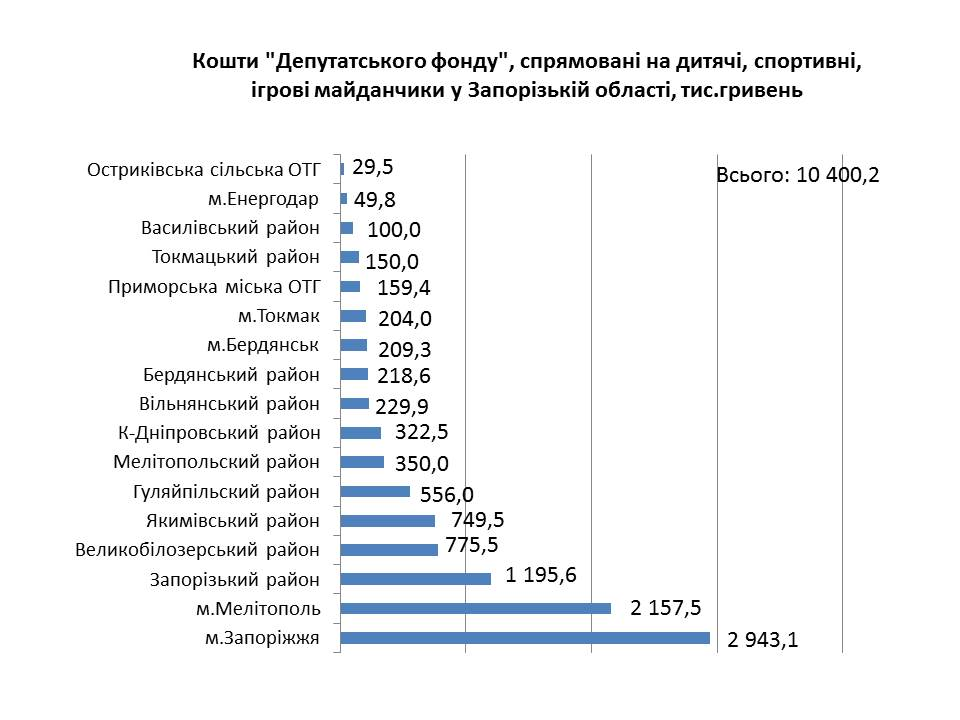 Кошти "Депутатського фонду", спрямовані на дитячі, спортивні,
ігрові майданчики у Запорізькій області, тис.гривень
Всього: 10 400,2
Остриківська сільська ОТГ 29,5
м.Енергодар 49,8
Василівський район 100,0
Токмацький район 150,0
Приморська міська ОТГ 159,4
м.Токмак 204,0
м.Бердянськ 209,3
Бердянський район 218,6
Вільнянський район 229,9
К-Дніпровський район 322,5
Мелітопольский район 350,0
Гуляйпільский район 556,0
Якимівський район 749,5
Великобілозерський район 775,5
Запорізький район 1 195,6
м.Мелітополь 2 157,5
м.Запоріжжя 2 943,1